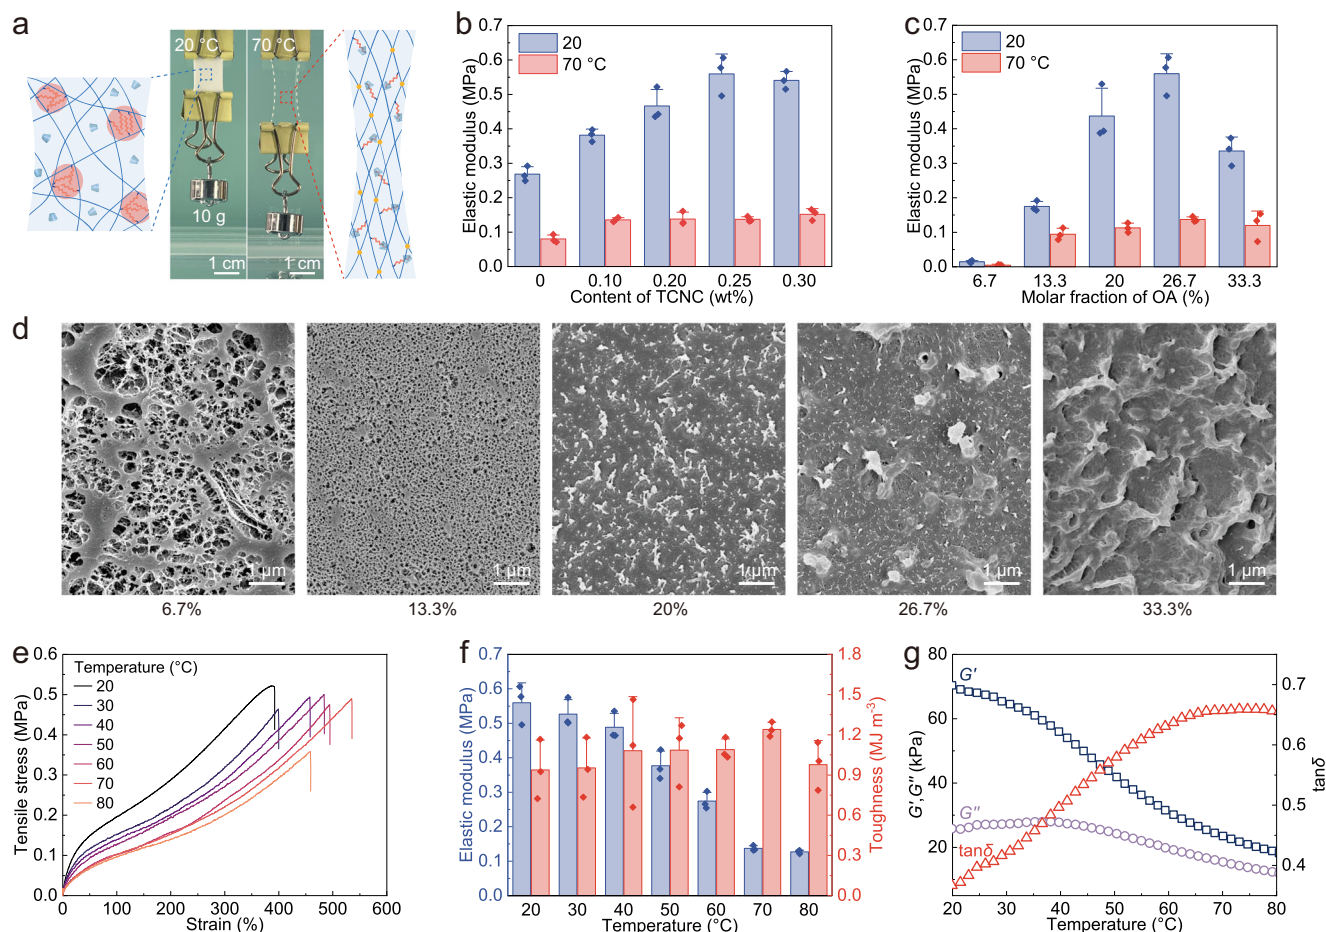 a
20 °C
70 °C
10 g
1 cm
1 cm
b
Elastic modulus (MPa)
0.7
0.6
0.5
0.4
0.3
0.2
0.1
0.0
20
70 °C
0
0.10
0.20
0.25
0.30
Content of TCNC (wt%)
c
Elastic modulus (MPa)
0.7
0.6
0.5
0.4
0.3
0.2
0.1
0.0
20
70 °C
6.7
13.3
20
26.7
33.3
Molar fraction of OA (%)
d
1 µm
1 µm
1 µm
1 µm
1 µm
6.7%
13.3%
20%
26.7%
33.3%
e
Tensile stress (MPa)
0.6
0.5
0.4
0.3
0.2
0.1
0.0
Temperature (°C)
20
30
40
50
60
70
80
0
100
200
300
400
500
600
Strain (%)
f
Elastic modulus (MPa)
0.7
0.6
0.5
0.4
0.3
0.2
0.1
0.0
1.8
1.5
1.2
0.9
0.6
0.3
0.0
Toughness (MJ m⁻³)
20
30
40
50
60
70
80
Temperature (°C)
g
G′, G″ (kPa)
80
60
40
20
G′
G″
tanδ
0.7
0.6
0.5
0.4
tanδ
20
30
40
50
60
70
80
Temperature (°C)